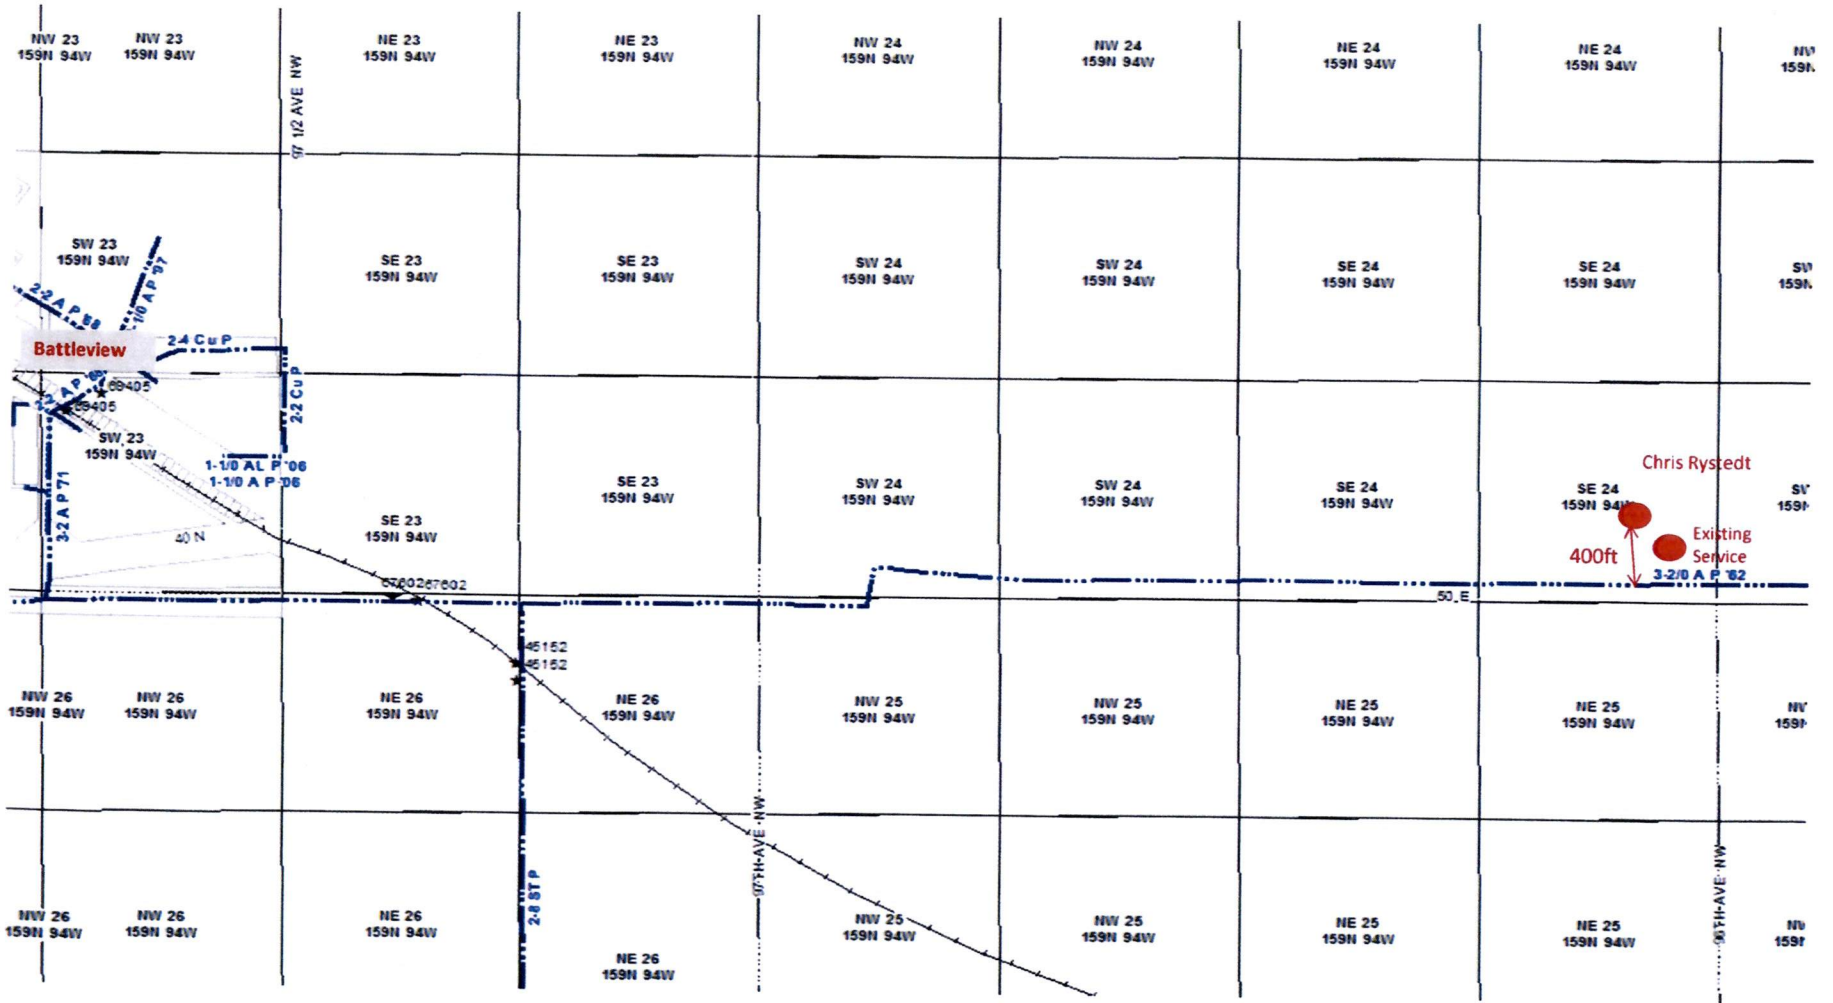 NW 23
159N 94W
NW 23
159N 94W
NE 23
159N 94W
NE 23
159N 94W
NW 24
159N 94W
NW 24
159N 94W
NE 24
159N 94W
NE 24
159N 94W
97 1/2 AVE NW
SW 23
159N 94W
SE 23
159N 94W
SE 23
159N 94W
SW 24
159N 94W
SW 24
159N 94W
SE 24
159N 94W
SE 24
159N 94W
2-2 A P '68
-1/0 A P '97
Battleview
2-4 Cu P
2-2 Cu P
69405
69405
SW 23
159N 94W
1-1/0 AL P '06
1-1/0 A P '06
3-2 A P '71
40 N
SE 23
159N 94W
SE 23
159N 94W
SW 24
159N 94W
SW 24
159N 94W
SE 24
159N 94W
SE 24
159N 94W
Chris Rystedt
Existing
Service
400ft
3-2/0 A P '62
50 E
67602
67602
45152
45152
NW 26
159N 94W
NW 26
159N 94W
NE 26
159N 94W
NE 26
159N 94W
NW 25
159N 94W
NW 25
159N 94W
NE 25
159N 94W
NE 25
159N 94W
97TH AVE NW
96TH AVE NW
2-8 ST P
NW 26
159N 94W
NW 26
159N 94W
NE 26
159N 94W
NE 26
159N 94W
NW 25
159N 94W
NW 25
159N 94W
NE 25
159N 94W
NE 25
159N 94W